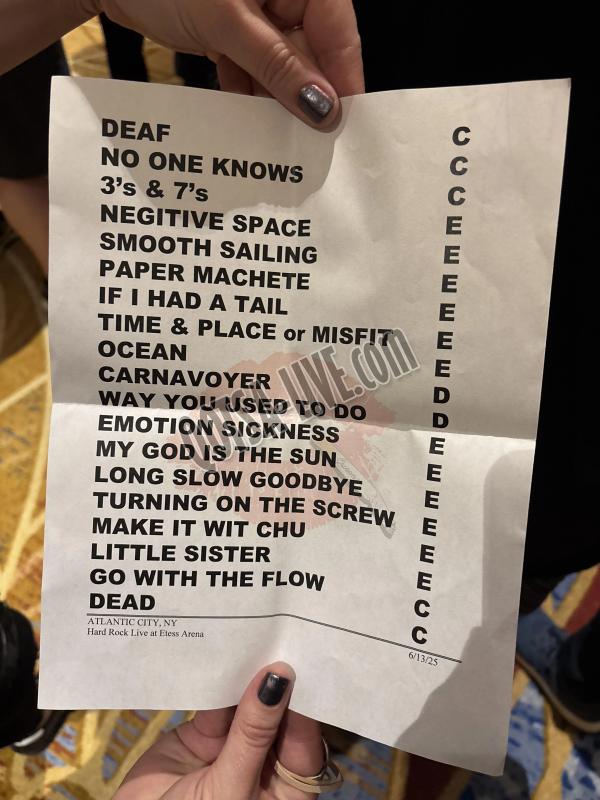 DEAF C
NO ONE KNOWS C
3's & 7's C
NEGITIVE SPACE E
SMOOTH SAILING E
PAPER MACHETE E
IF I HAD A TAIL E
TIME & PLACE or MISFIT E
OCEAN E
CARNAVOYER D
WAY YOU USED TO DO D
EMOTION SICKNESS E
MY GOD IS THE SUN E
LONG SLOW GOODBYE E
TURNING ON THE SCREW E
MAKE IT WIT CHU E
LITTLE SISTER E
GO WITH THE FLOW C
DEAD C
ATLANTIC CITY, NY
Hard Rock Live at Etess Arena
6/13/25
QOTSA-LIVE.com